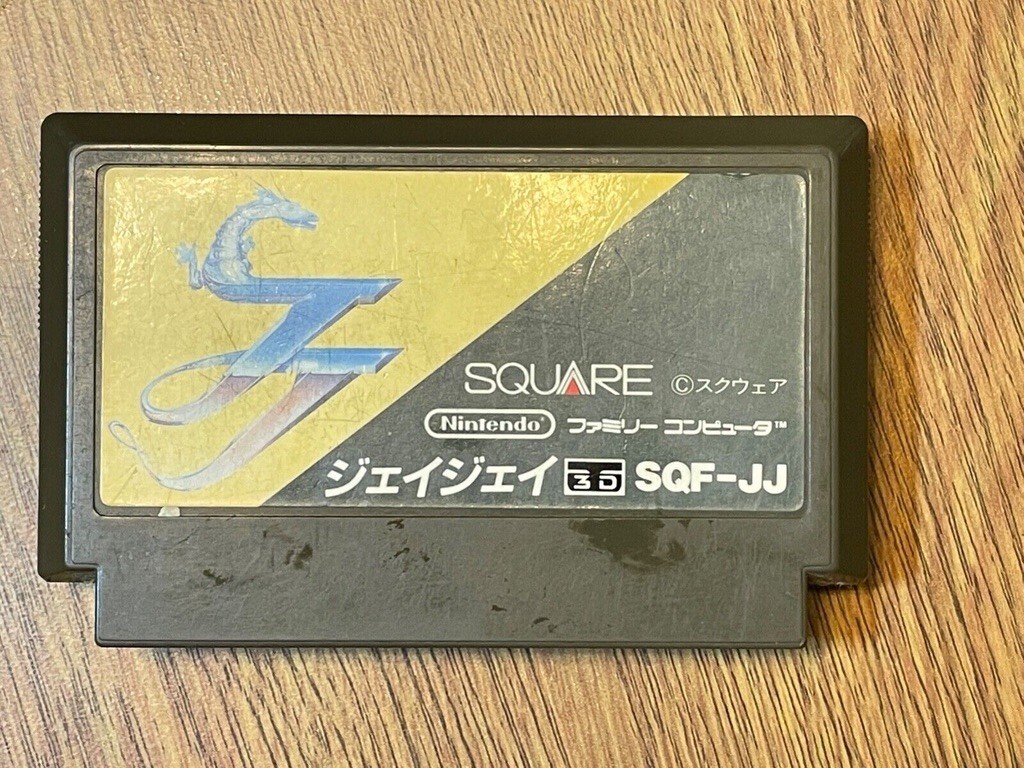 JJ
SQUARE ©スクウェア
Nintendo ファミリー コンピュータ™
ジェイジェイ 3D SQF-JJ